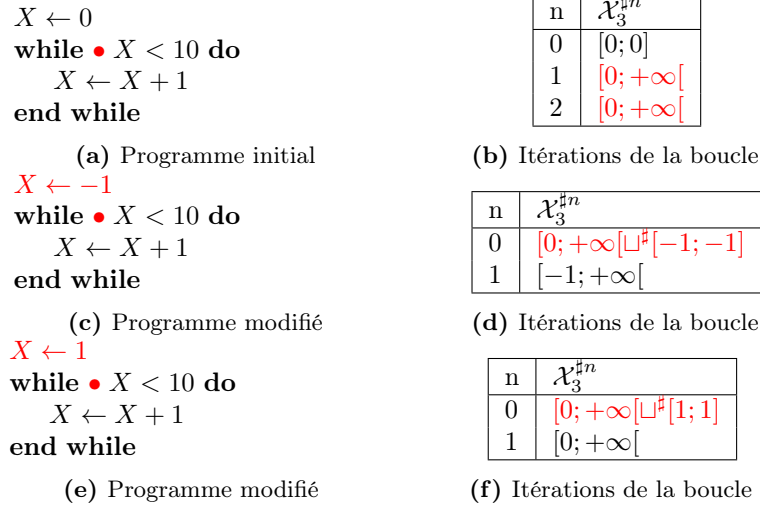 X ← 0
while • X < 10 do
X ← X + 1
end while
n 𝒳₃^{♯n}
0 [0; 0]
1 [0; +∞[
2 [0; +∞[
(a) Programme initial
(b) Itérations de la boucle
X ← −1
while • X < 10 do
X ← X + 1
end while
n 𝒳₃^{♯n}
0 [0; +∞[⊔^♯[−1; −1]
1 [−1; +∞[
(c) Programme modifié
(d) Itérations de la boucle
X ← 1
while • X < 10 do
X ← X + 1
end while
n 𝒳₃^{♯n}
0 [0; +∞[⊔^♯[1; 1]
1 [0; +∞[
(e) Programme modifié
(f) Itérations de la boucle